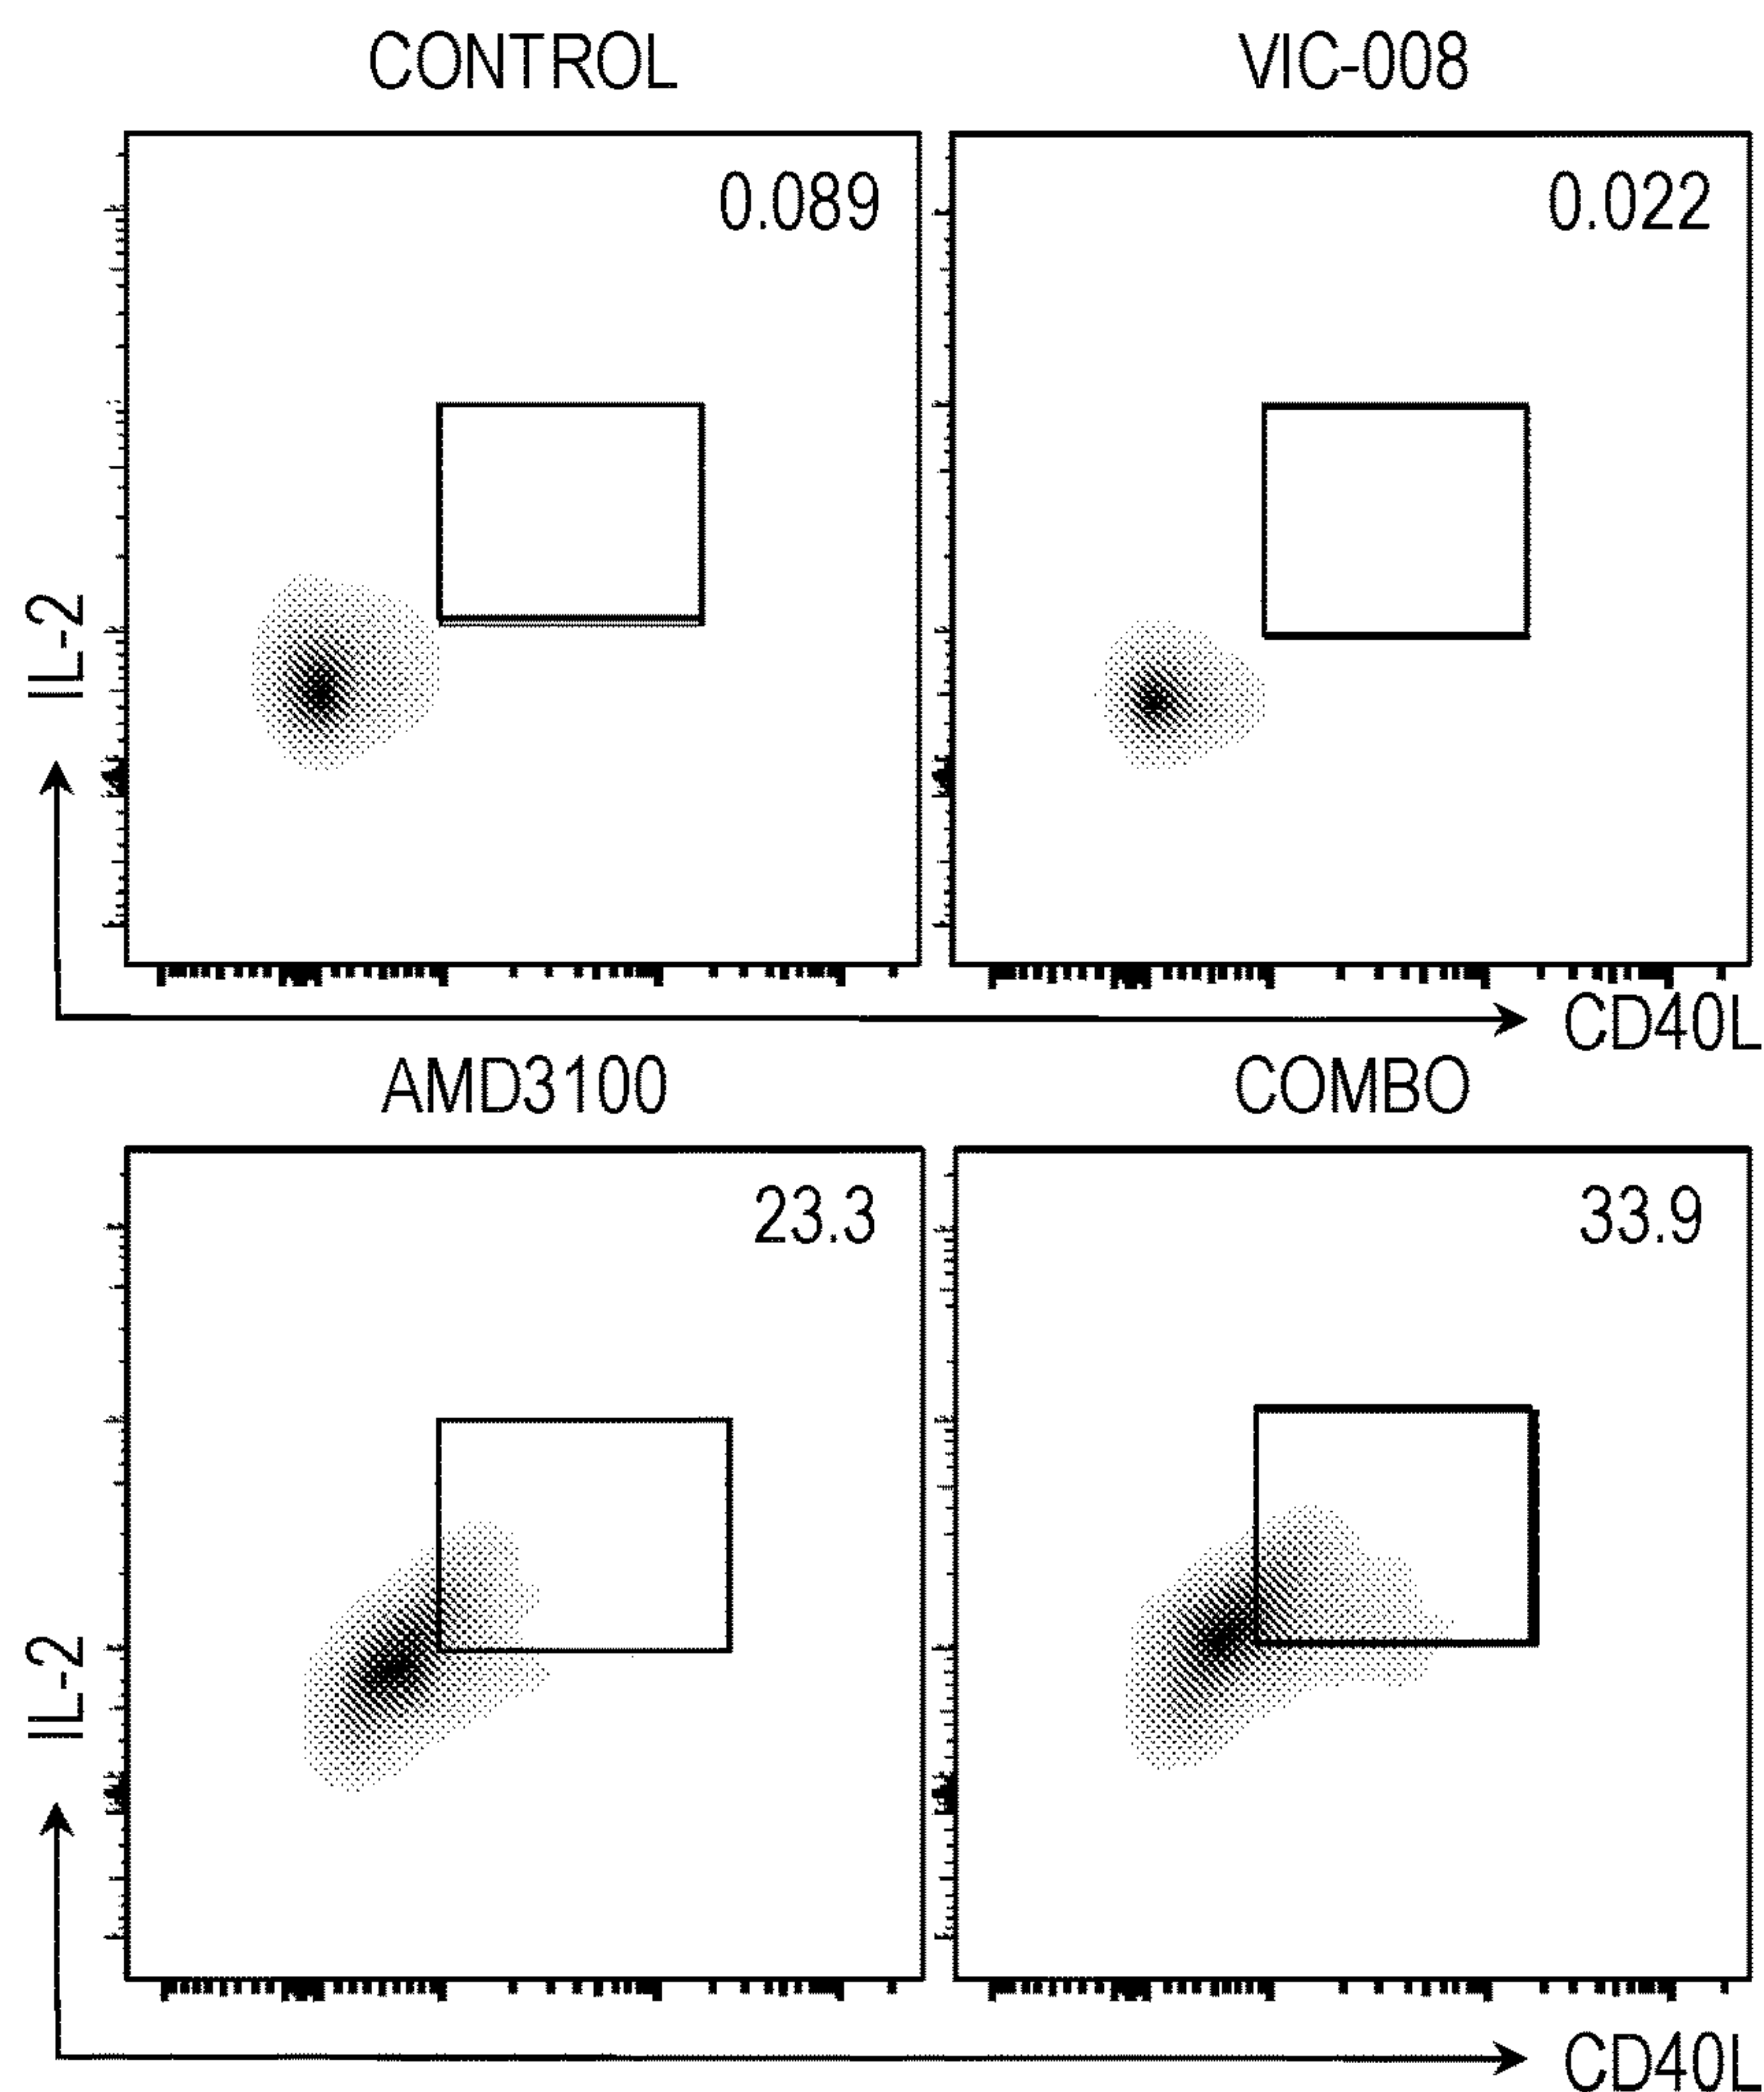 CONTROL
VIC-008
0.089
0.022
IL-2
CD40L
AMD3100
COMBO
23.3
33.9
IL-2
CD40L